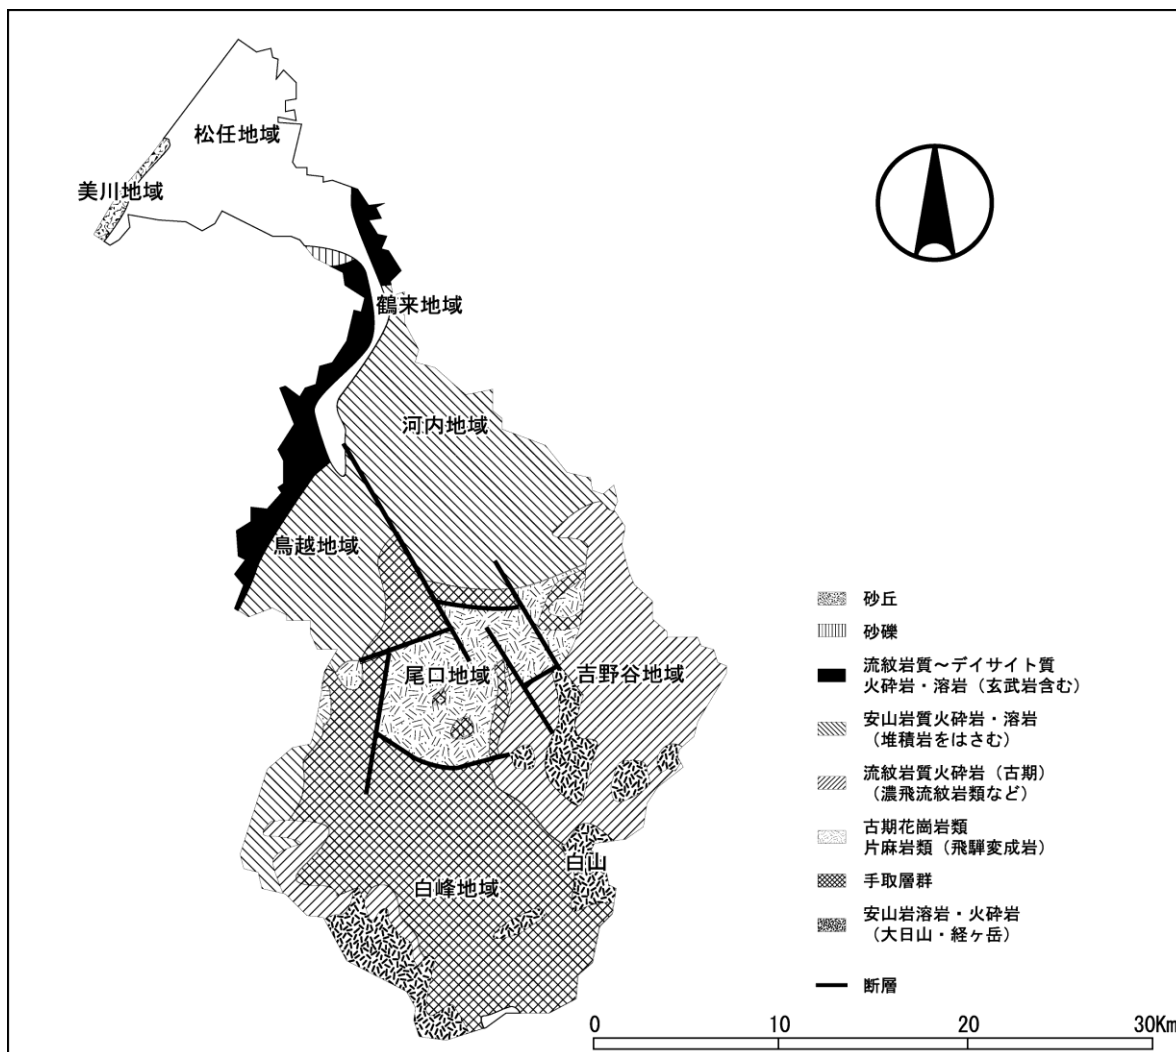 松任地域
美川地域
鶴来地域
河内地域
鳥越地域
尾口地域
吉野谷地域
白山
白峰地域
砂丘
砂礫
流紋岩質～デイサイト質
火砕岩・溶岩（玄武岩含む）
安山岩質火砕岩・溶岩
（堆積岩をはさむ）
流紋岩質火砕岩（古期）
（濃飛流紋岩類など）
古期花崗岩類
片麻岩類（飛騨変成岩）
手取層群
安山岩溶岩・火砕岩
（大日山・経ヶ岳）
断層
0 10 20 30Km